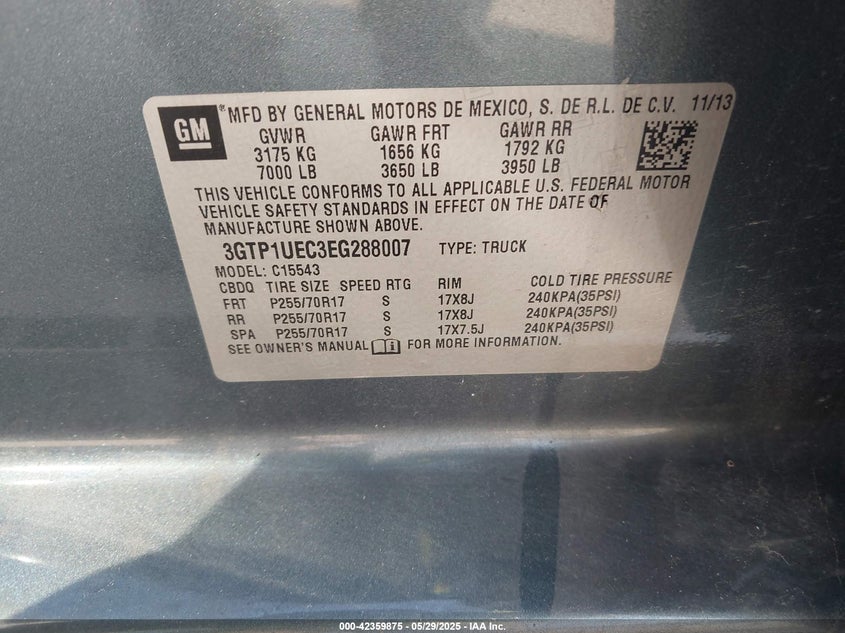 GM ® MFD BY GENERAL MOTORS DE MEXICO, S. DE R.L. DE C.V. 11/13
GVWR GAWR FRT GAWR RR
3175 KG 1656 KG 1792 KG
7000 LB 3650 LB 3950 LB
THIS VEHICLE CONFORMS TO ALL APPLICABLE U.S. FEDERAL MOTOR
VEHICLE SAFETY STANDARDS IN EFFECT ON THE DATE OF
MANUFACTURE SHOWN ABOVE.
3GTP1UEC3EG288007 TYPE: TRUCK
MODEL: C15543
CBDQ TIRE SIZE SPEED RTG RIM COLD TIRE PRESSURE
FRT P255/70R17 S 17X8J 240KPA(35PSI)
RR P255/70R17 S 17X8J 240KPA(35PSI)
SPA P255/70R17 S 17X7.5J 240KPA(35PSI)
SEE OWNER'S MANUAL i FOR MORE INFORMATION.
000-42359875 - 05/29/2025 - IAA Inc.